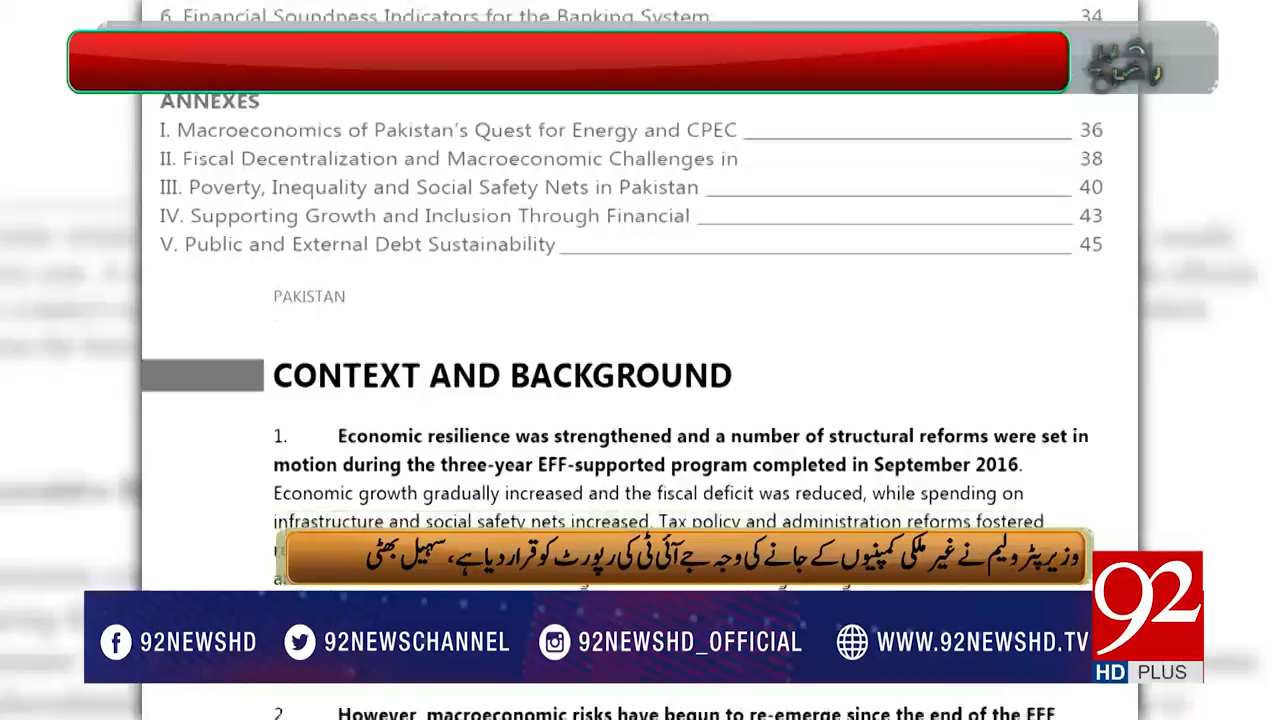 6. Financial Soundness Indicators for the Banking System 34
ANNEXES
I. Macroeconomics of Pakistan's Quest for Energy and CPEC 36
II. Fiscal Decentralization and Macroeconomic Challenges in 38
III. Poverty, Inequality and Social Safety Nets in Pakistan 40
IV. Supporting Growth and Inclusion Through Financial 43
V. Public and External Debt Sustainability 45
PAKISTAN
CONTEXT AND BACKGROUND
1. Economic resilience was strengthened and a number of structural reforms were set in
motion during the three-year EFF-supported program completed in September 2016.
Economic growth gradually increased and the fiscal deficit was reduced, while spending on
infrastructure and social safety nets increased. Tax policy and administration reforms fostered
وزیر پٹرولیم نے غیر ملکی کمپنیوں کے جانے کی وجہ جے آئی ٹی کی رپورٹ کو قرار دیا ہے، سہیل بھٹی
92NEWSHD 92NEWSCHANNEL 92NEWSHD_OFFICIAL WWW.92NEWSHD.TV
92
HD PLUS
2. However, macroeconomic risks have begun to re-emerge since the end of the EFF